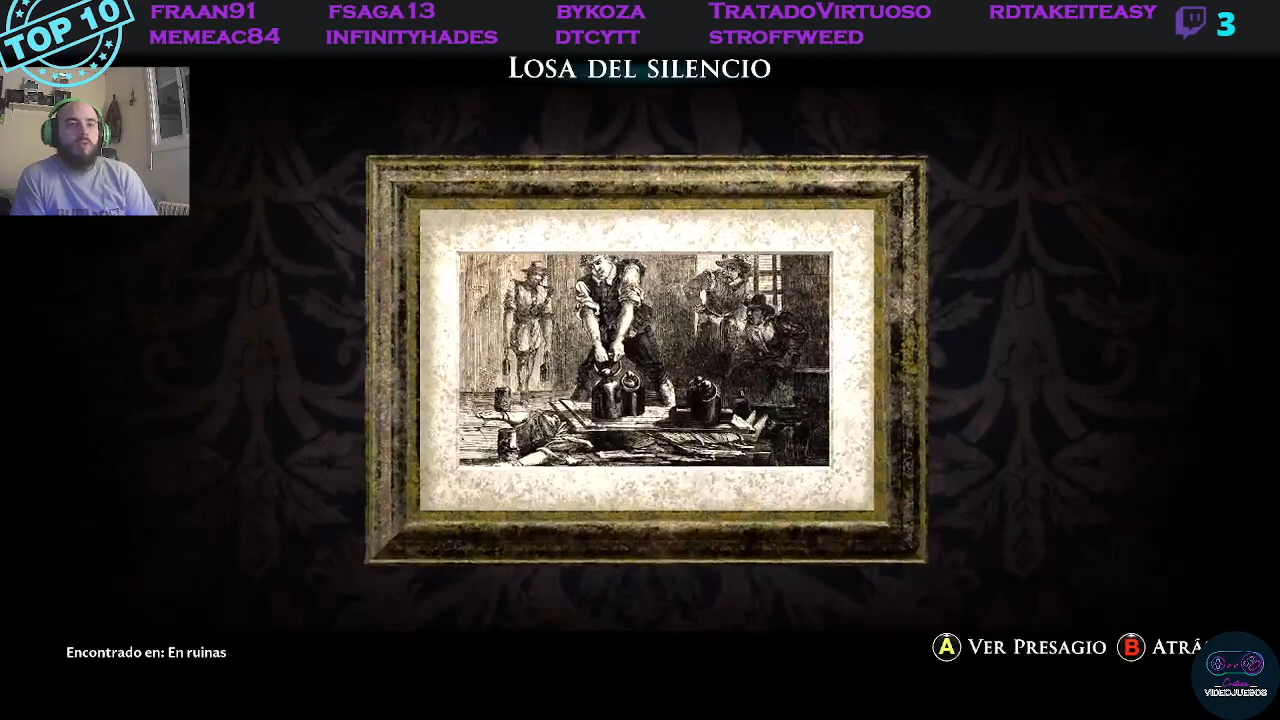 TOP 10
FRAAN91 FSAGA13 BYKOZA TRATADOVIRTUOSO RDTAKEITEASY
MEMEAC84 INFINITYHADES DTCYTT STROFFWEED
3
LOSA DEL SILENCIO
Encontrado en: En ruinas
A VER PRESAGIO B ATRÁ
VIDEOJUEGOS